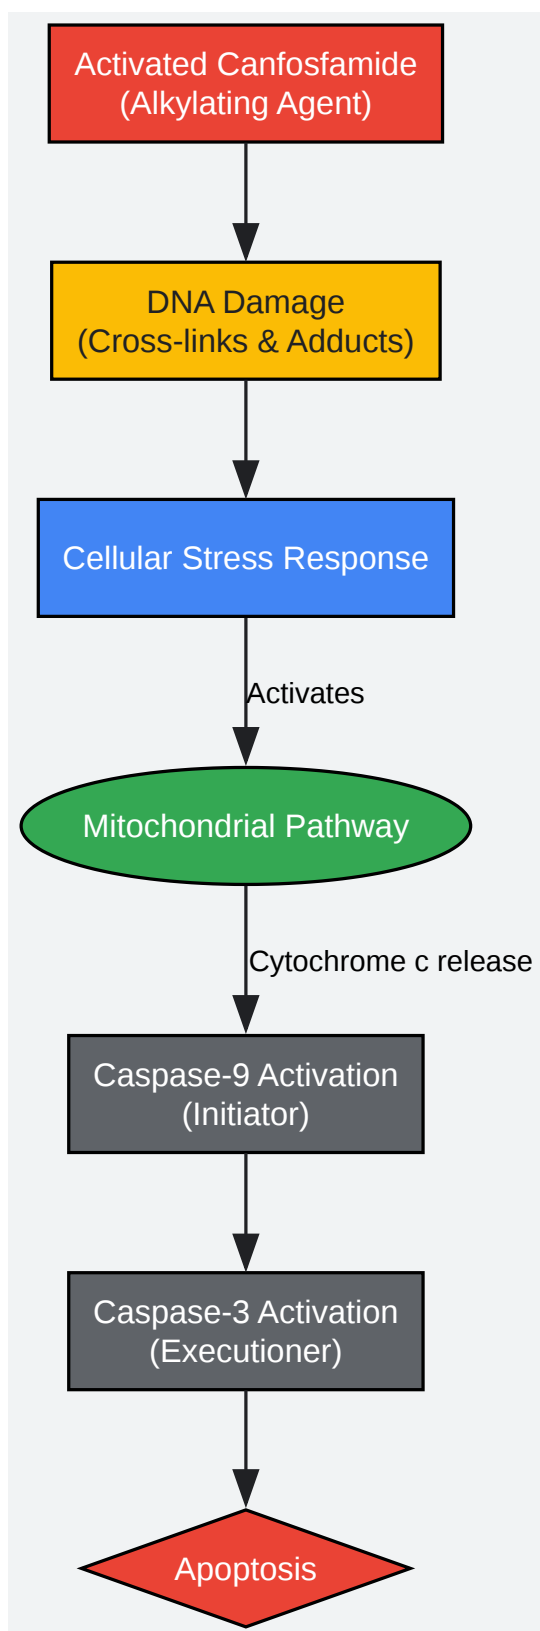 Activated Canfosfamide
(Alkylating Agent)
DNA Damage
(Cross-links & Adducts)
Cellular Stress Response
Activates
Mitochondrial Pathway
Cytochrome c release
Caspase-9 Activation
(Initiator)
Caspase-3 Activation
(Executioner)
Apoptosis